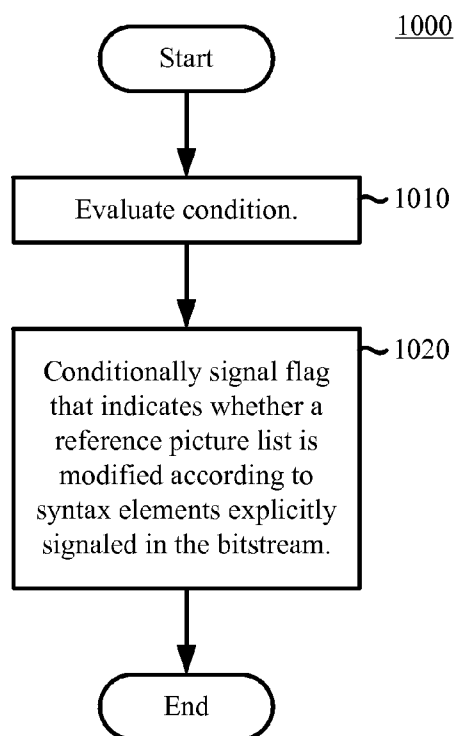 1000
Start
Evaluate condition.
1010
1020
Conditionally signal flag
that indicates whether a
reference picture list is
modified according to
syntax elements explicitly
signaled in the bitstream.
End